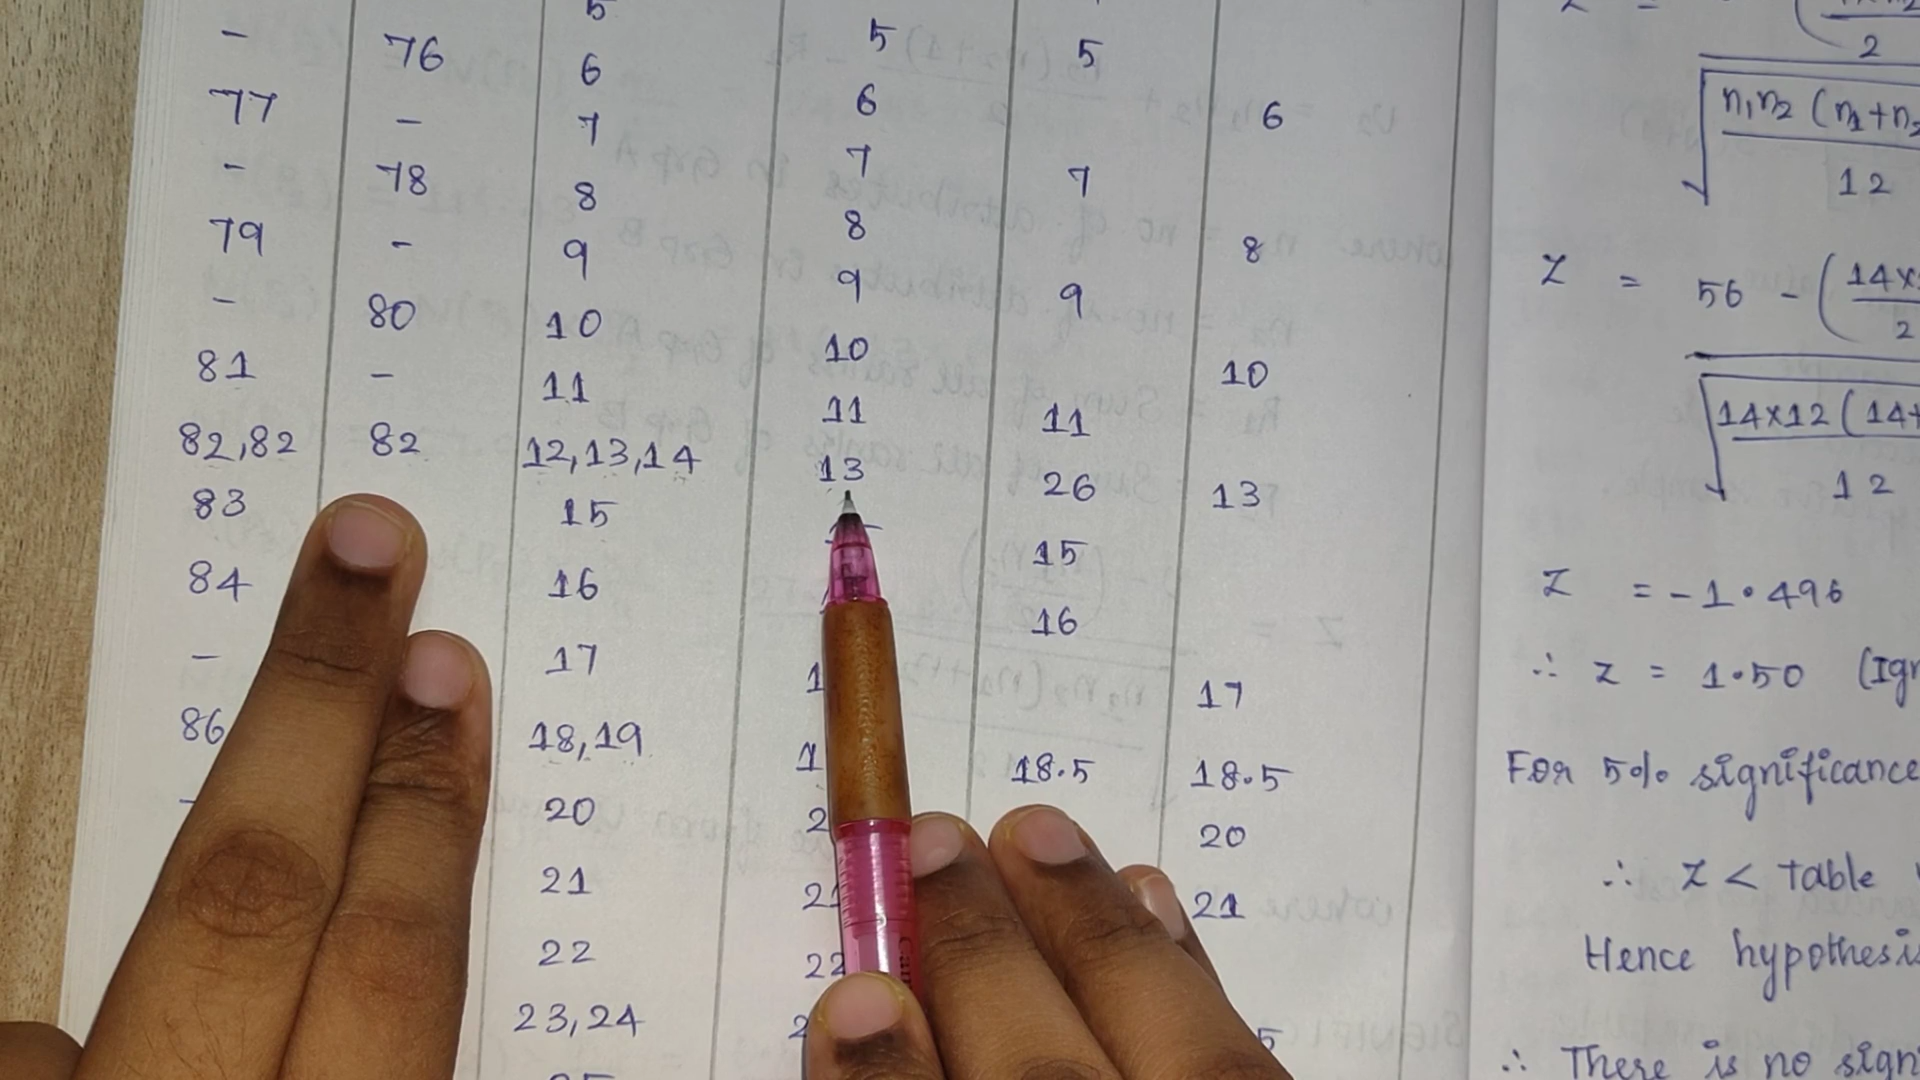 5
- 76 6 5 5
77 - 7 6 6
- 78 8 7 7
79 - 9 8 8
- 80 10 9 9
81 - 11 10 10
82,82 82 12,13,14 11 11
83 15 13 26 13
84 16 15
- 17 16
86 18,19 17
20 18.5 18.5
21 20
22 22 21
23,24
2
n1n2 (n1+n2
12
Z = 56 - (14x
2
14x12 (14+
12
Z = -1.496
∴ Z = 1.50 (Ign
For 5% significance
∴ Z < table
Hence hypothesis
∴ There is no sign